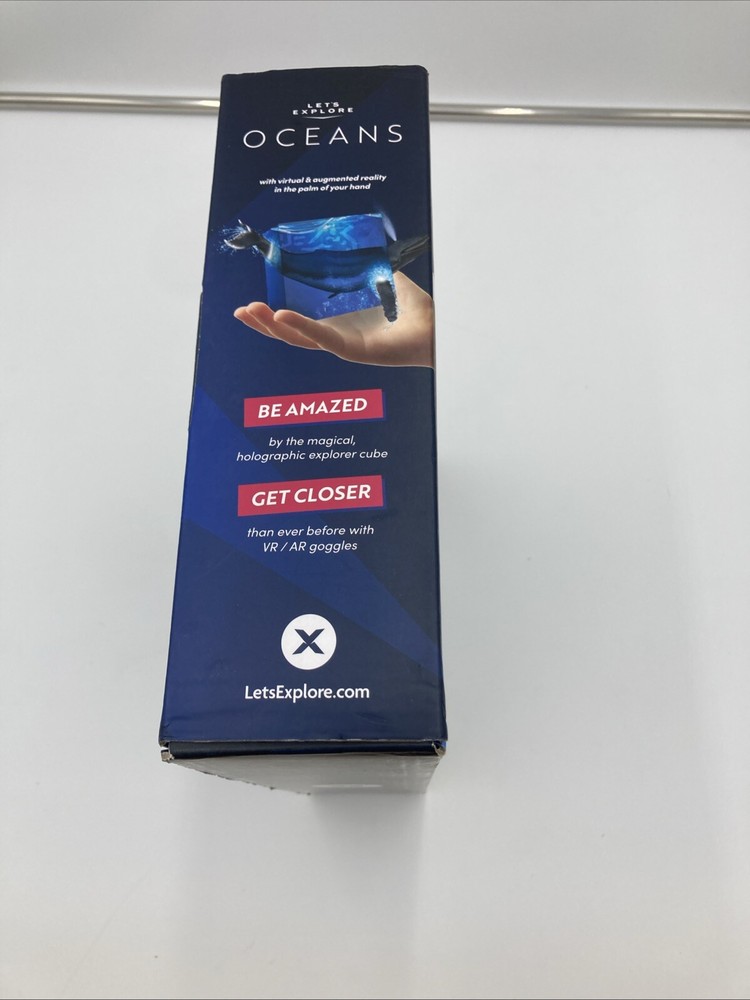 LET'S
EXPLORE
OCEANS
with virtual & augmented reality
in the palm of your hand
BE AMAZED
by the magical,
holographic explorer cube
GET CLOSER
than ever before with
VR / AR goggles
X
LetsExplore.com